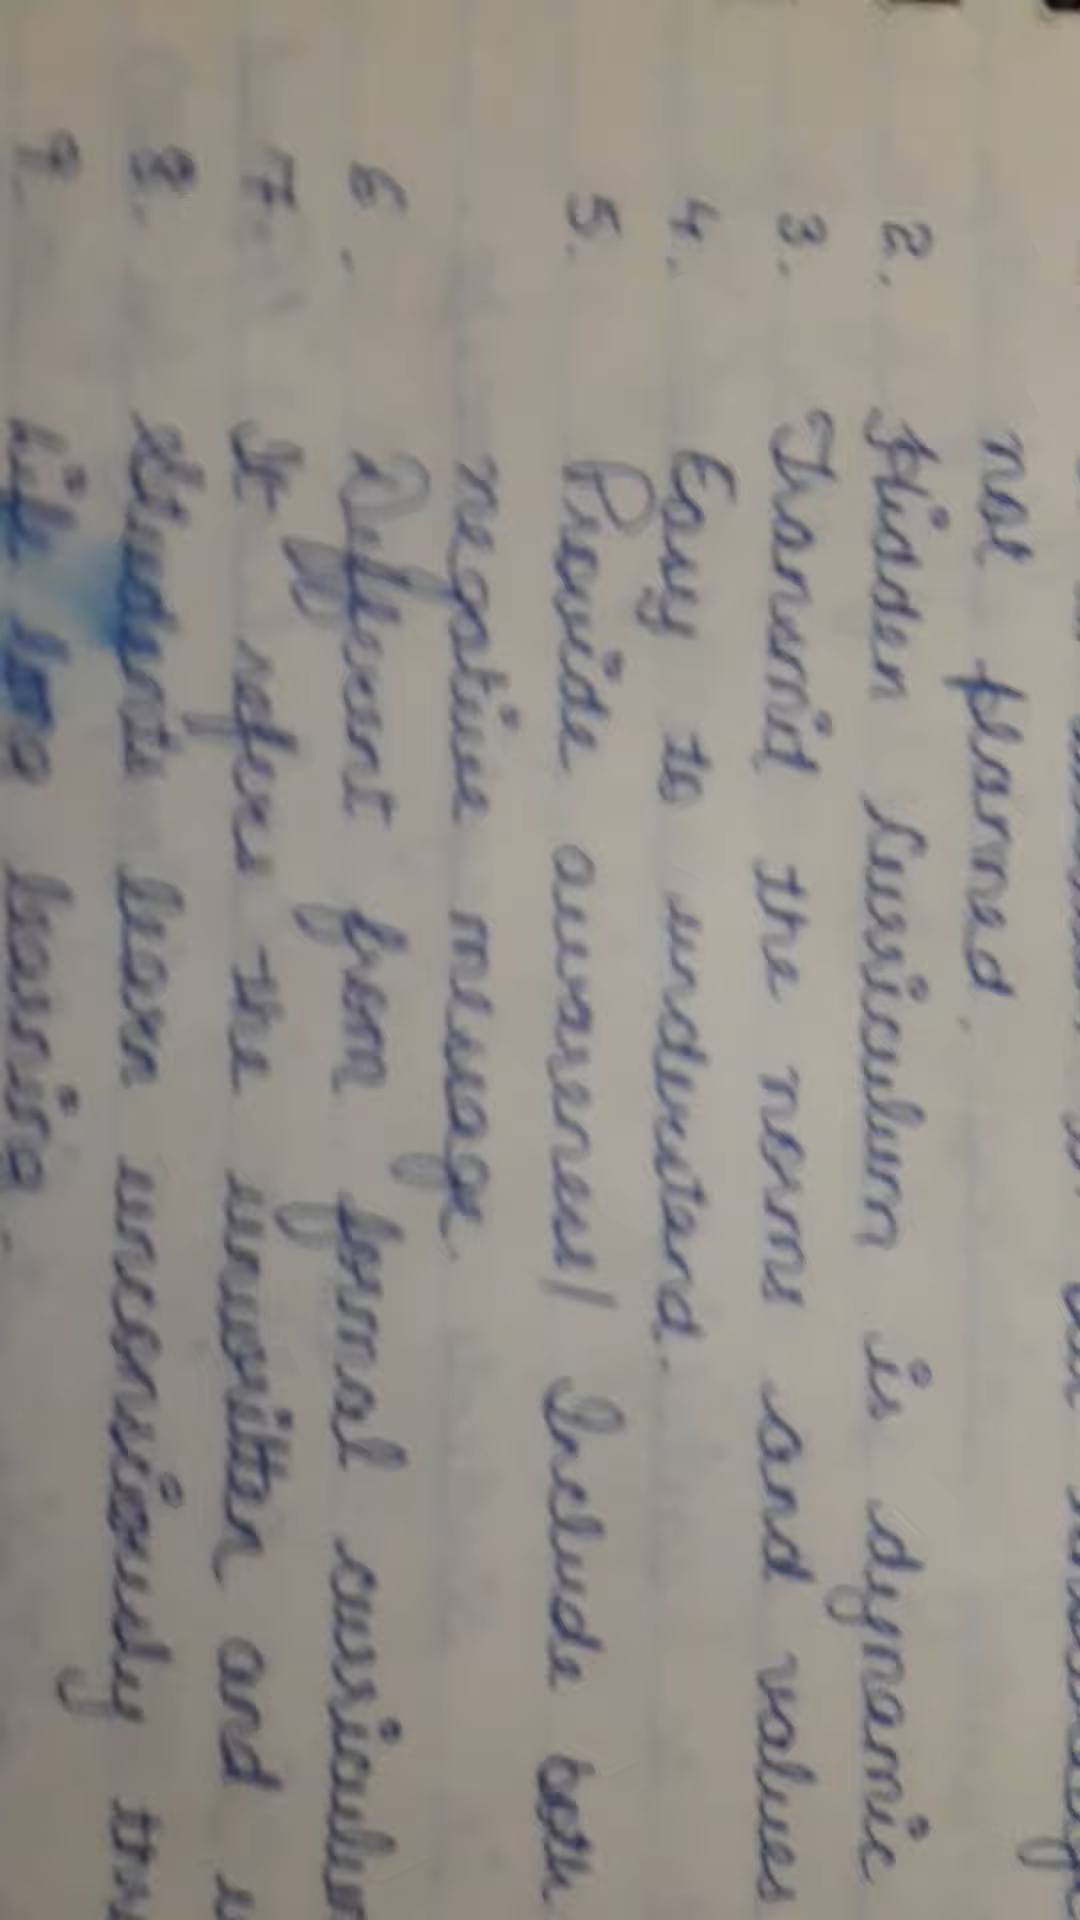 not planned.
2. Hidden Curriculum is dynamic
3. Transmit the norms and values
4. Easy to understand.
5. Provide awareness/ Include both
negative message
6. Different from formal curriculum
7. It refers the unwritten and
8. Students learn unconsciously
9. Life long learning.